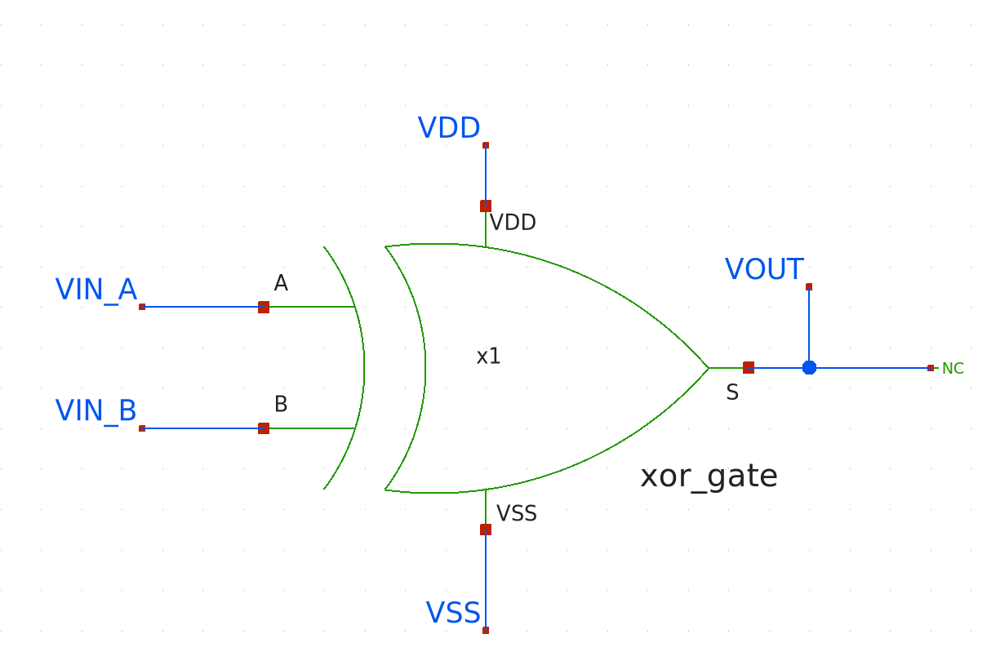 VDD
VDD
VOUT
VIN_A
A
x1
NC
S
VIN_B
B
xor_gate
VSS
VSS